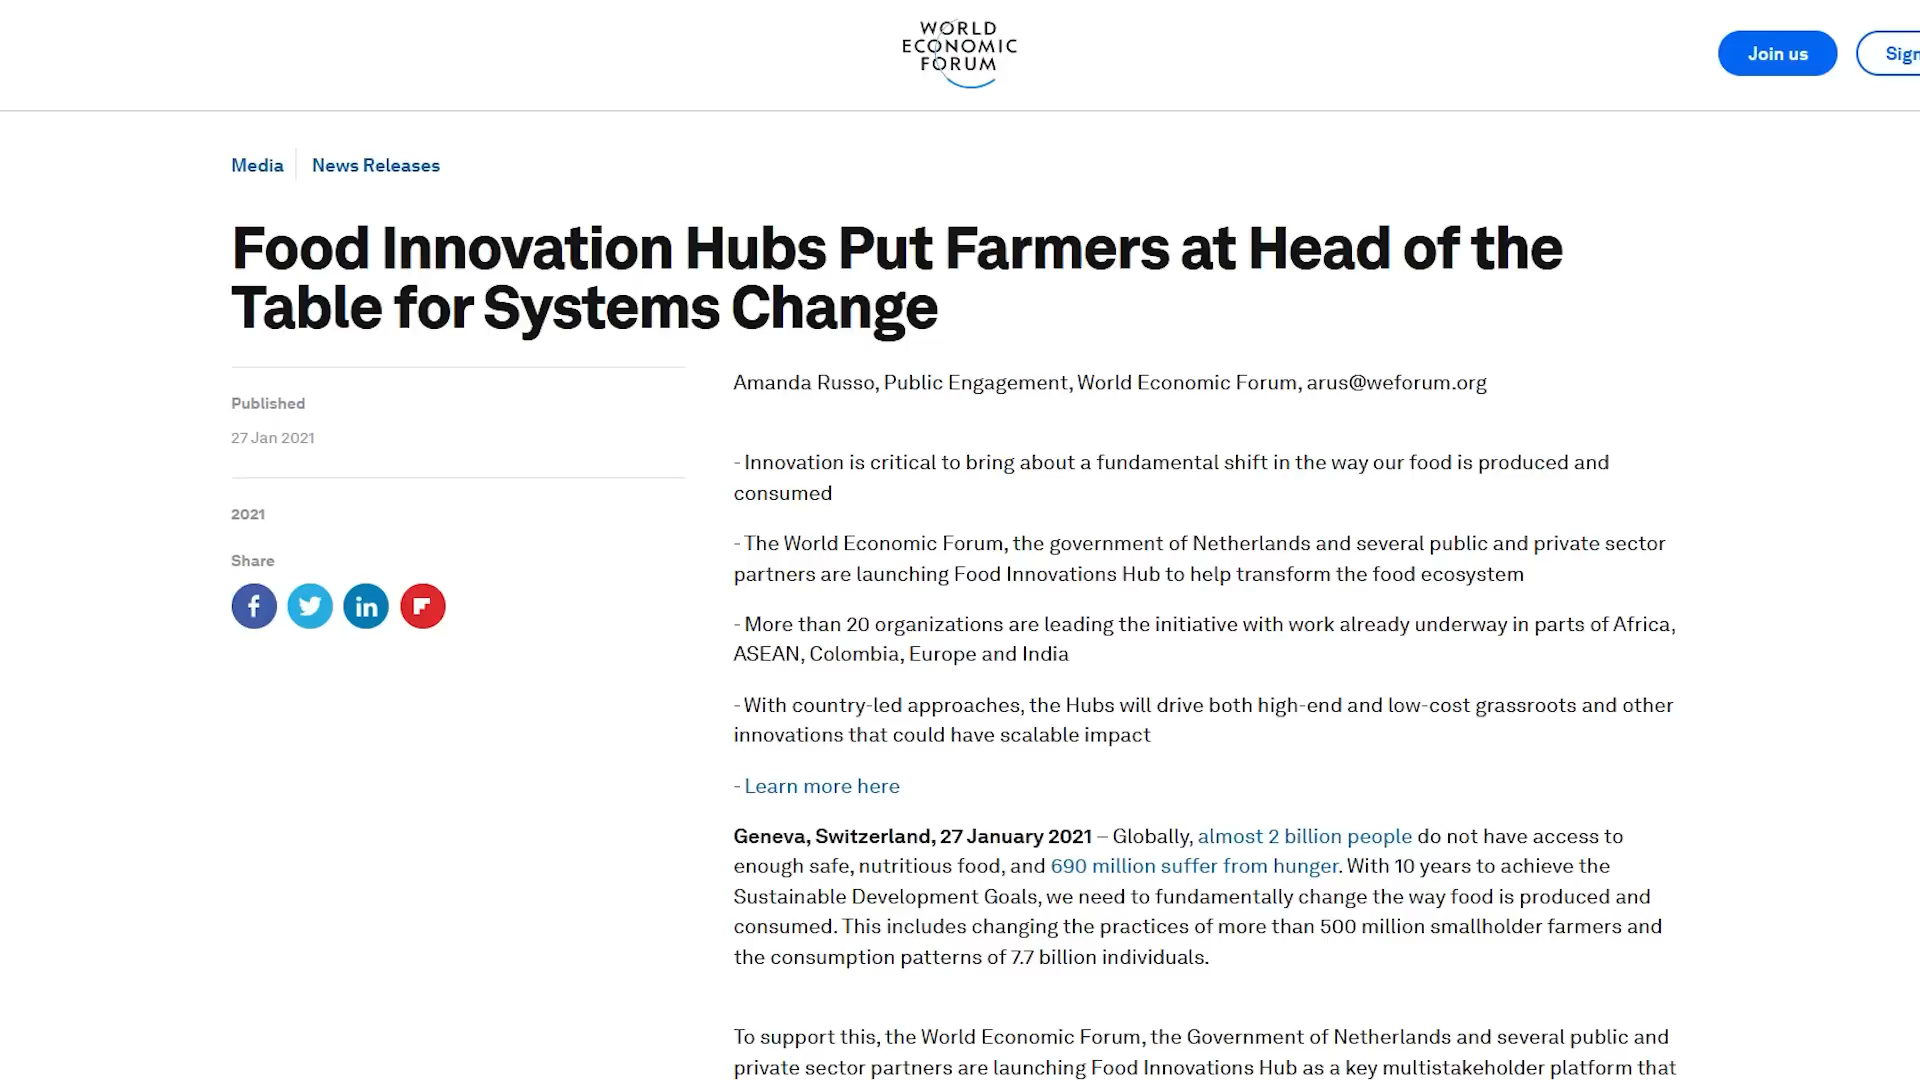 WORLD
ECONOMIC
FORUM
Join us
Sign
Media
News Releases
Food Innovation Hubs Put Farmers at Head of the
Table for Systems Change
Published
27 Jan 2021
2021
Share
Amanda Russo, Public Engagement, World Economic Forum, arus@weforum.org
- Innovation is critical to bring about a fundamental shift in the way our food is produced and
consumed
- The World Economic Forum, the government of Netherlands and several public and private sector
partners are launching Food Innovations Hub to help transform the food ecosystem
- More than 20 organizations are leading the initiative with work already underway in parts of Africa,
ASEAN, Colombia, Europe and India
- With country-led approaches, the Hubs will drive both high-end and low-cost grassroots and other
innovations that could have scalable impact
- Learn more here
Geneva, Switzerland, 27 January 2021 – Globally, almost 2 billion people do not have access to
enough safe, nutritious food, and 690 million suffer from hunger. With 10 years to achieve the
Sustainable Development Goals, we need to fundamentally change the way food is produced and
consumed. This includes changing the practices of more than 500 million smallholder farmers and
the consumption patterns of 7.7 billion individuals.
To support this, the World Economic Forum, the Government of Netherlands and several public and
private sector partners are launching Food Innovations Hub as a key multistakeholder platform that